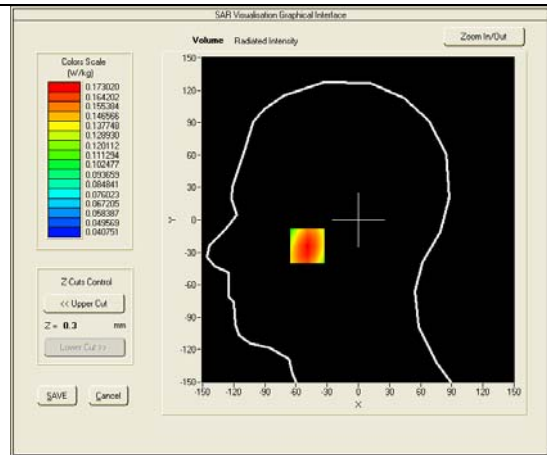 SAR Visualisation Graphical Interface
Volume Radiated Intensity
Zoom In/Out
Colors Scale
(W/kg)
0.173020
0.164202
0.155384
0.146566
0.137748
0.128930
0.120112
0.111294
0.102477
0.093659
0.084841
0.076023
0.067205
0.058387
0.049569
0.040751
Z Cuts Control
<< Upper Cut
Z = 0.3 mm
Lower Cut >>
SAVE Cancel
150
120
90
60
30
0
-30
-60
-90
-120
-150
Y
-150 -120 -90 -60 -30 0 30 60 90 120 150
X